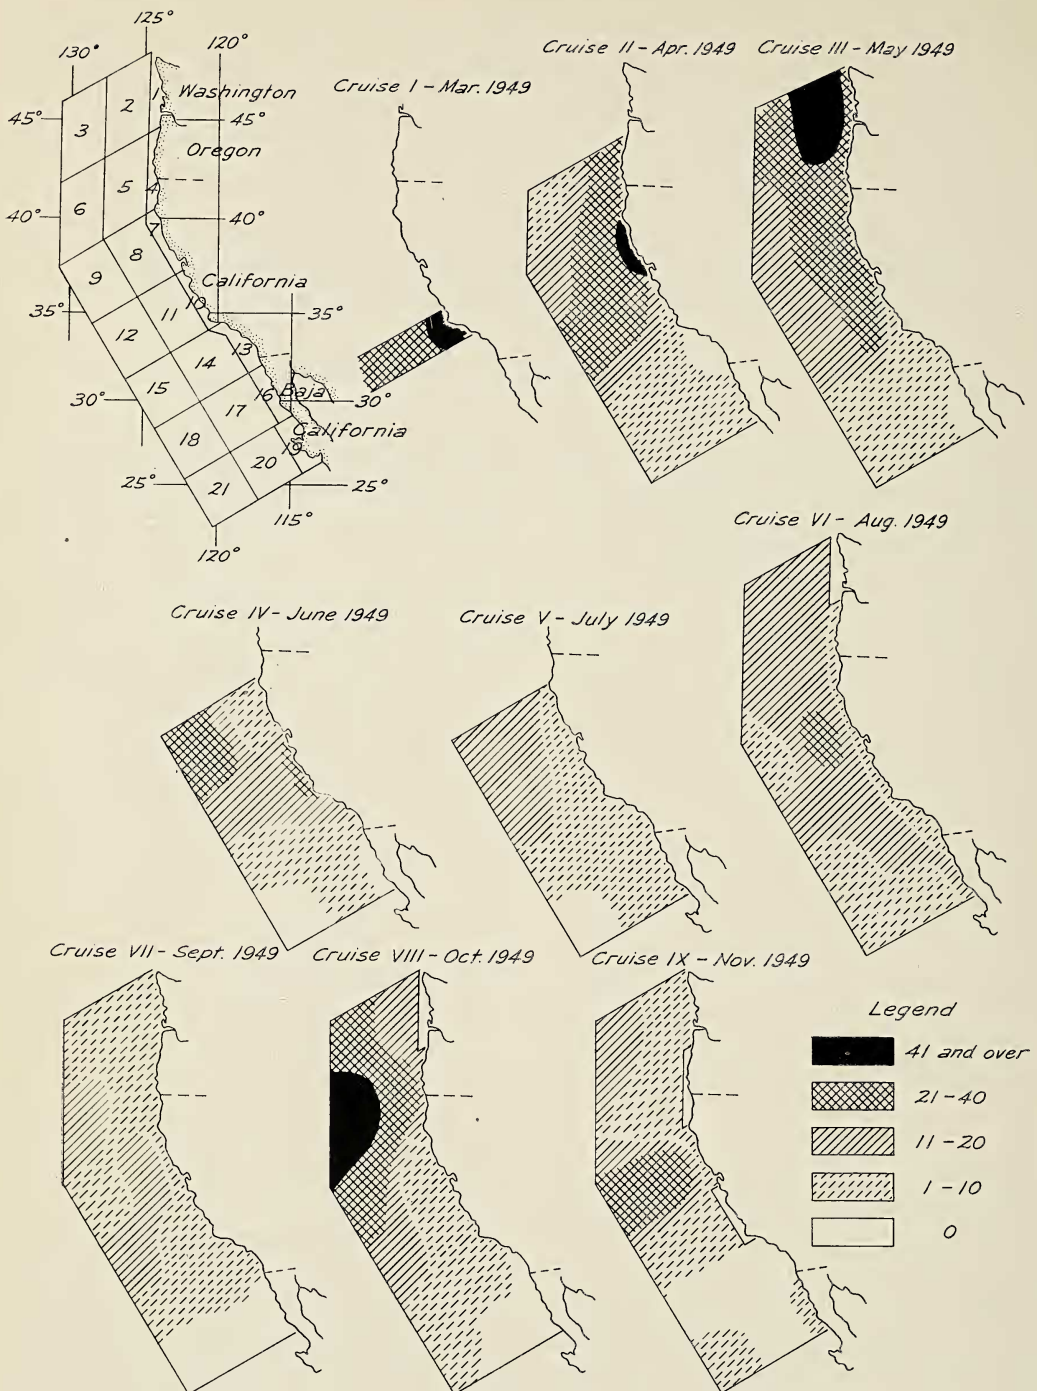 125°
130°
120°
Washington
45°
45°
Oregon
40°
40°
California
35°
35°
30°
Baja
30°
California
25°
25°
115°
120°
1
2
3
4
5
6
7
8
9
10
11
12
13
14
15
16
17
18
19
20
21
Cruise I - Mar. 1949
Cruise II - Apr. 1949
Cruise III - May 1949
Cruise IV - June 1949
Cruise V - July 1949
Cruise VI - Aug. 1949
Cruise VII - Sept. 1949
Cruise VIII - Oct. 1949
Cruise IX - Nov. 1949
Legend
41 and over
21-40
11-20
1-10
0